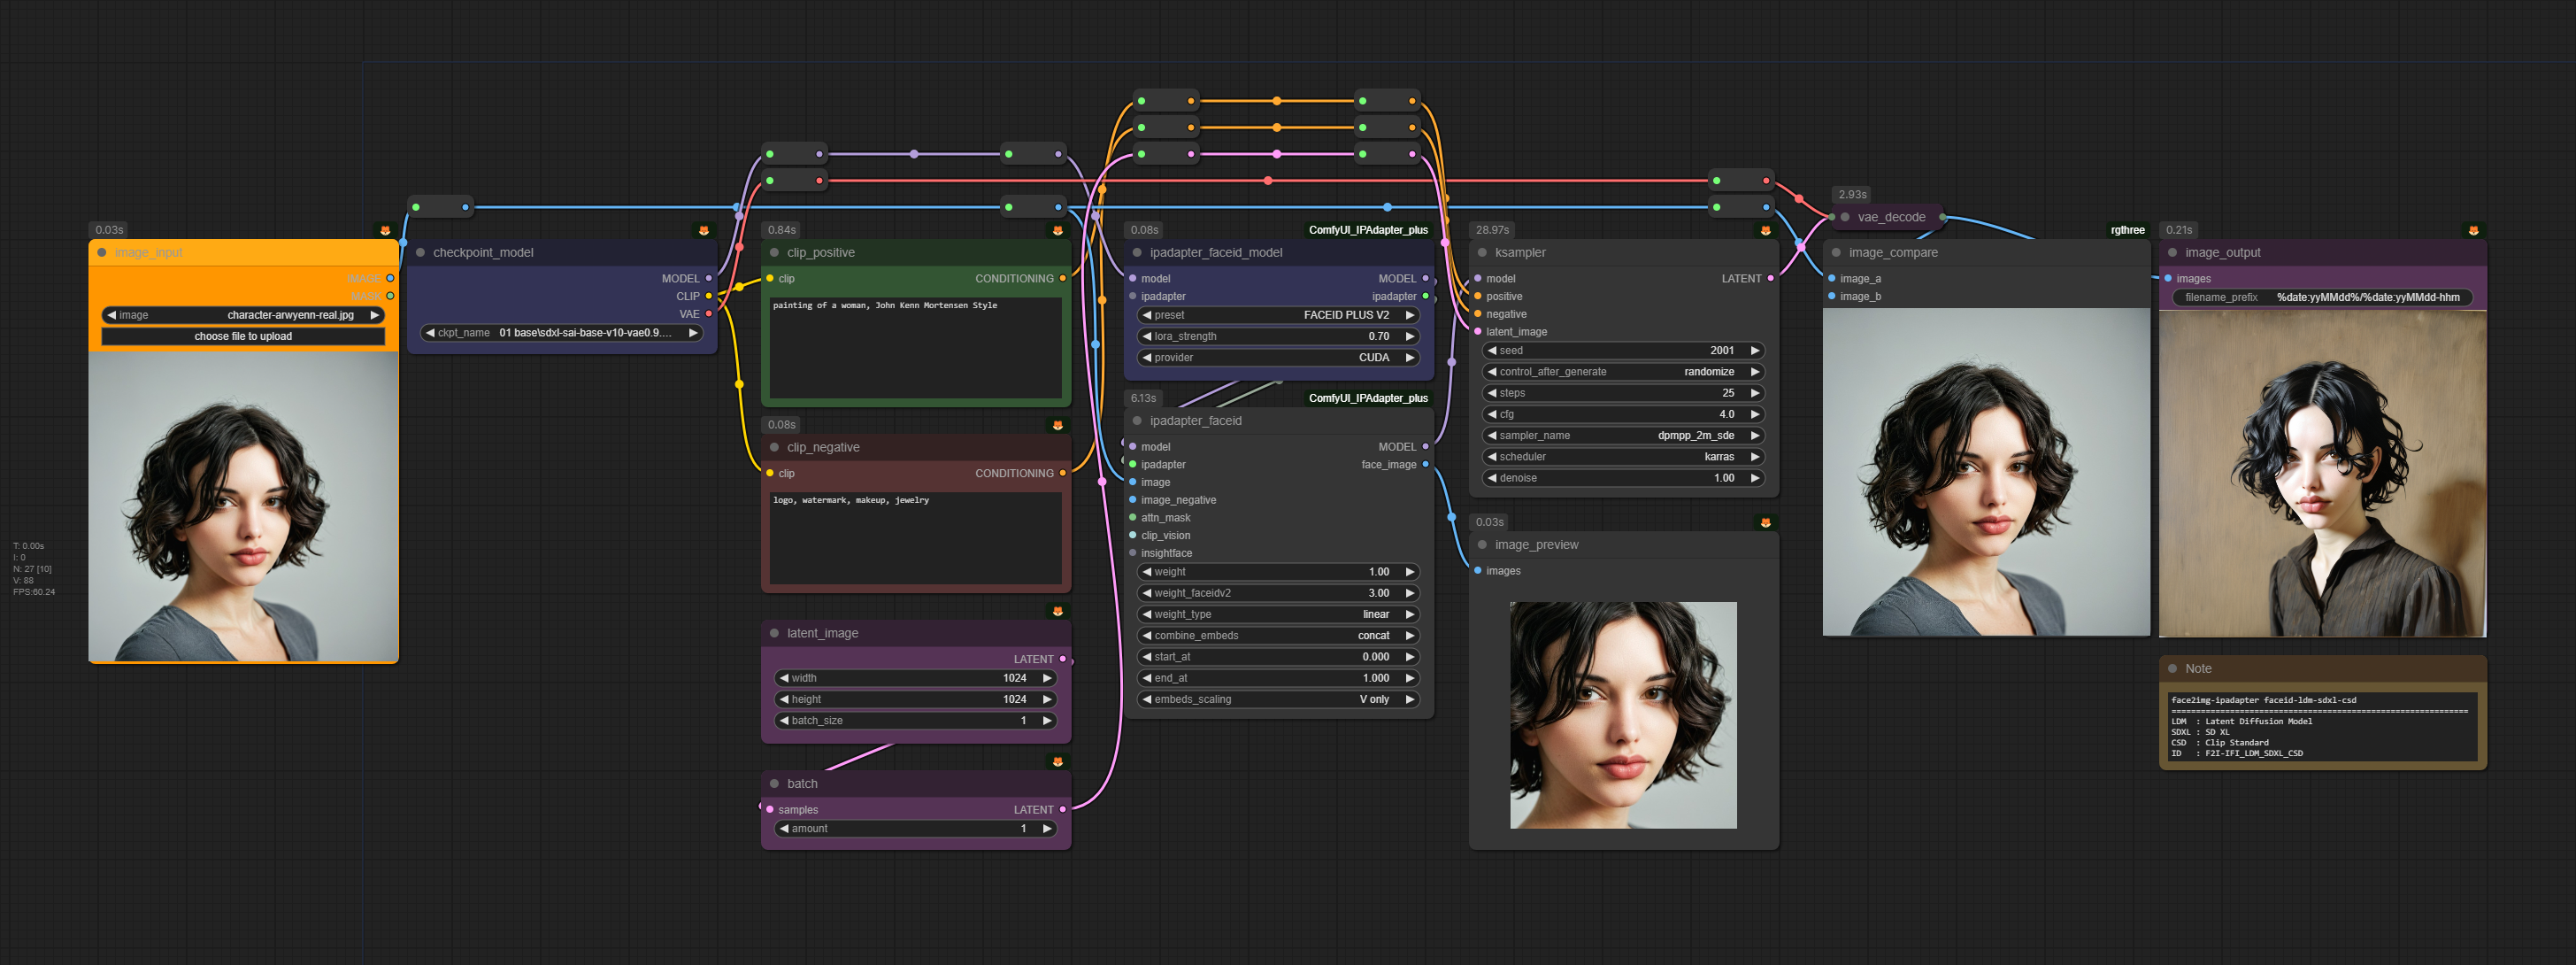 0.03s
image_input
IMAGE
MASK
image character-arwyenn-real.jpg
choose file to upload
T: 0.00s
I: 0
N: 27 [10]
V: 88
FPS:60.24
checkpoint_model
MODEL
CLIP
VAE
ckpt_name 01 base\sdxl-sai-base-v10-vae0.9....
0.84s
clip_positive
clip CONDITIONING
painting of a woman, John Kenn Mortensen Style
0.08s
clip_negative
clip CONDITIONING
logo, watermark, makeup, jewelry
latent_image
LATENT
width 1024
height 1024
batch_size 1
batch
samples LATENT
amount 1
0.08s ComfyUI_IPAdapter_plus
ipadapter_faceid_model
model MODEL
ipadapter ipadapter
preset FACEID PLUS V2
lora_strength 0.70
provider CUDA
6.13s ComfyUI_IPAdapter_plus
ipadapter_faceid
model MODEL
ipadapter face_image
image
image_negative
attn_mask
clip_vision
insightface
weight 1.00
weight_faceidv2 3.00
weight_type linear
combine_embeds concat
start_at 0.000
end_at 1.000
embeds_scaling V only
28.97s
ksampler
model LATENT
positive
negative
latent_image
seed 2001
control_after_generate randomize
steps 25
cfg 4.0
sampler_name dpmpp_2m_sde
scheduler karras
denoise 1.00
0.03s
image_preview
images
2.93s
vae_decode
rgthree
image_compare
image_a
image_b
0.21s
image_output
images
filename_prefix %date:yyMMdd%/%date:yyMMdd-hhm
Note
face2img-ipadapter faceid-ldm-sdxl-csd
LDM : Latent Diffusion Model
SDXL : SD XL
CSD : Clip Standard
ID : F2I-IFI_LDM_SDXL_CSD